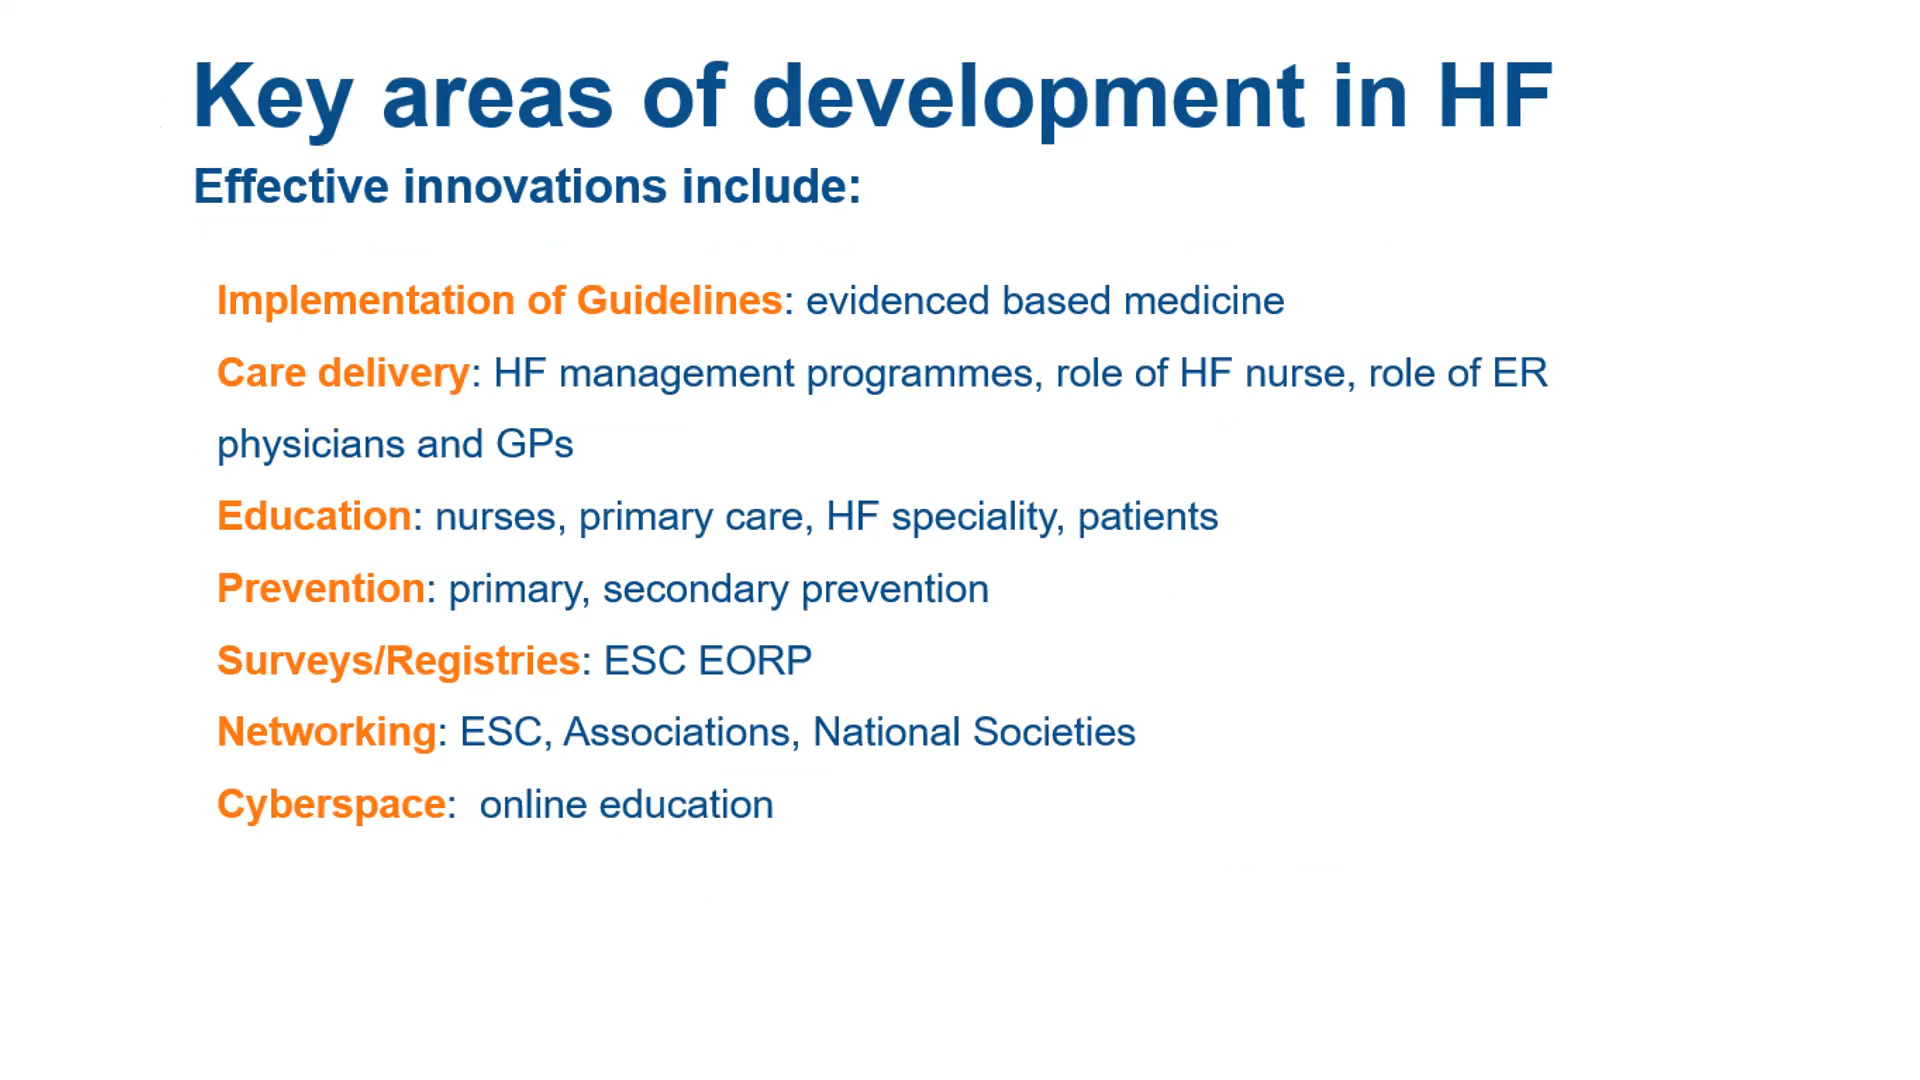 Key areas of development in HF
Effective innovations include:
Implementation of Guidelines: evidenced based medicine
Care delivery: HF management programmes, role of HF nurse, role of ER
physicians and GPs
Education: nurses, primary care, HF speciality, patients
Prevention: primary, secondary prevention
Surveys/Registries: ESC EORP
Networking: ESC, Associations, National Societies
Cyberspace:  online education